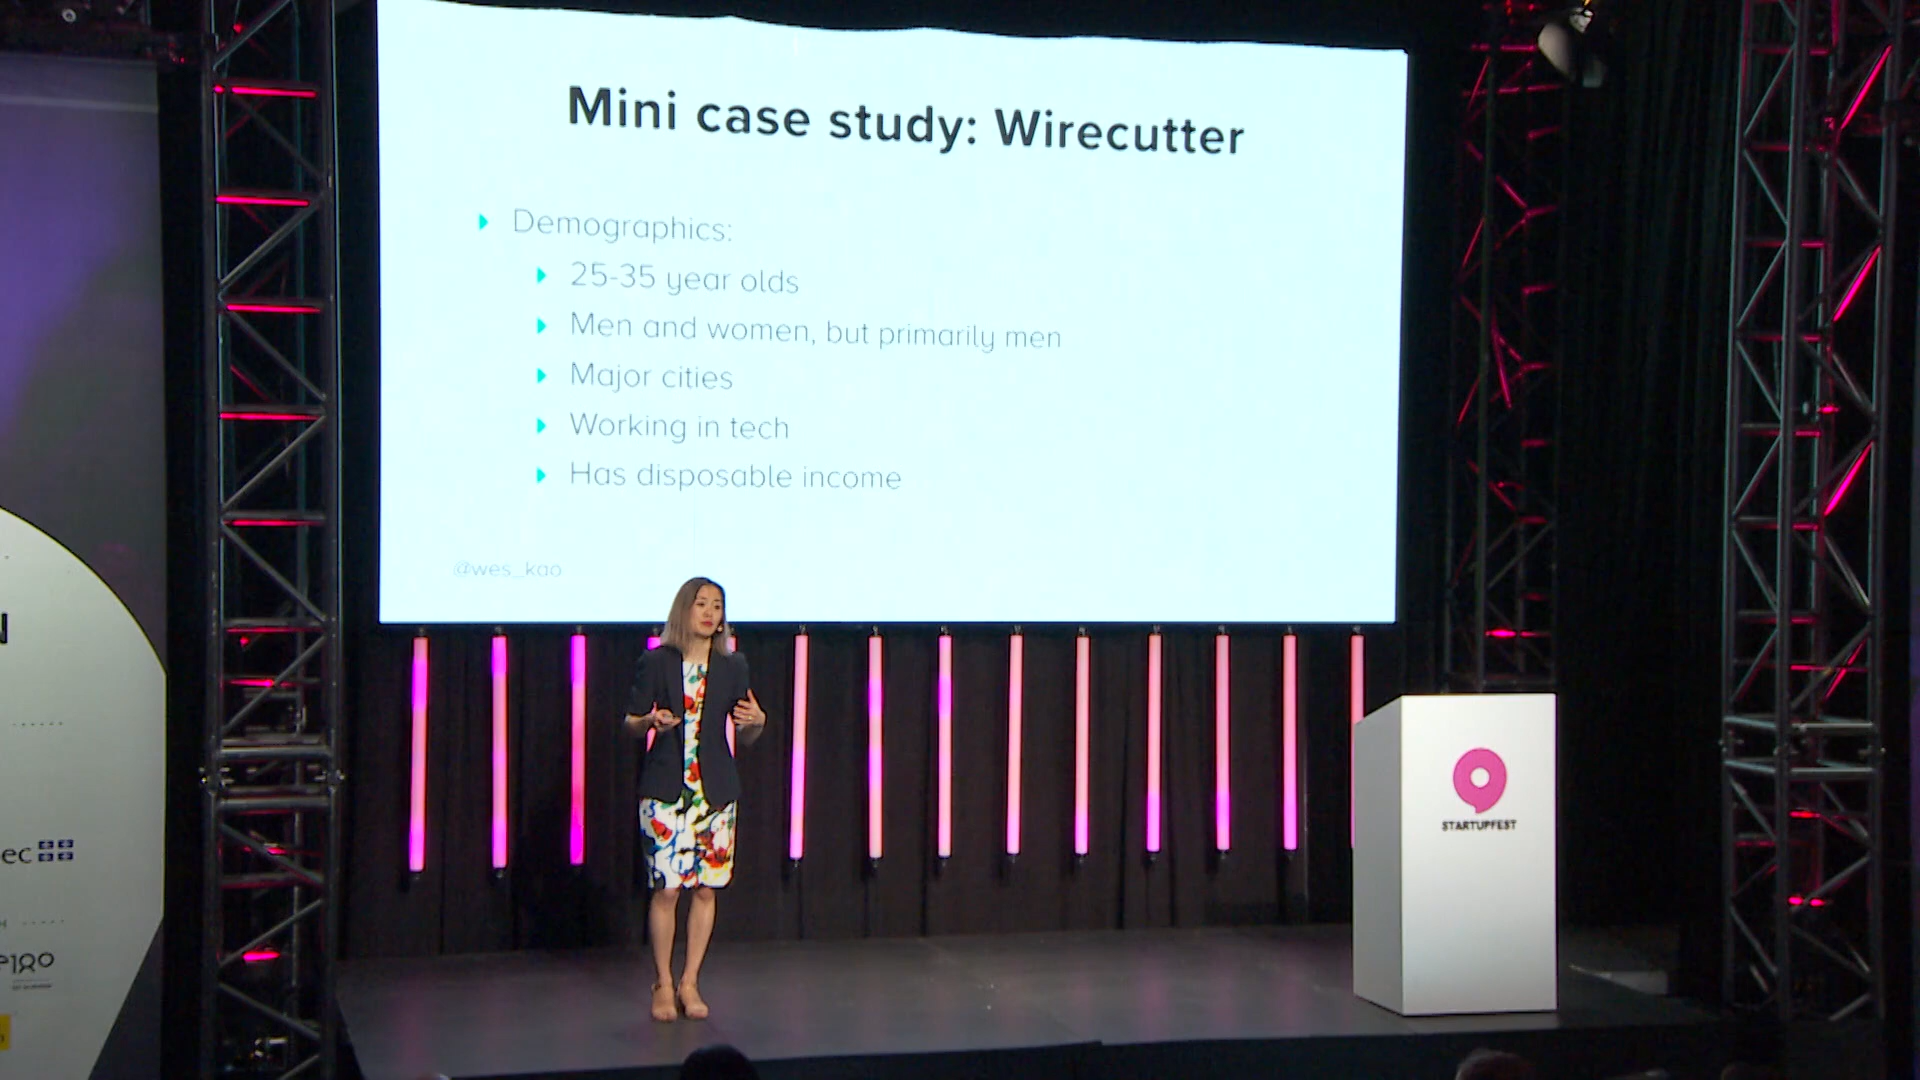 Mini case study: Wirecutter
Demographics:
25-35 year olds
Men and women, but primarily men
Major cities
Working in tech
Has disposable income
@wes_kao
STARTUPFEST
N
ec